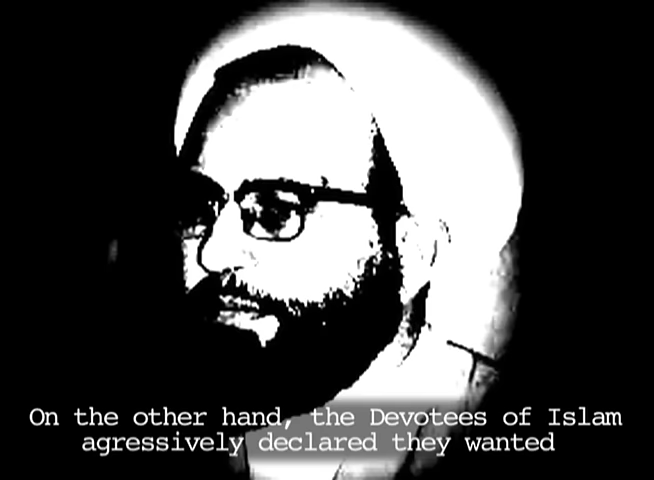 On the other hand, the Devotees of Islam
agressively declared they wanted